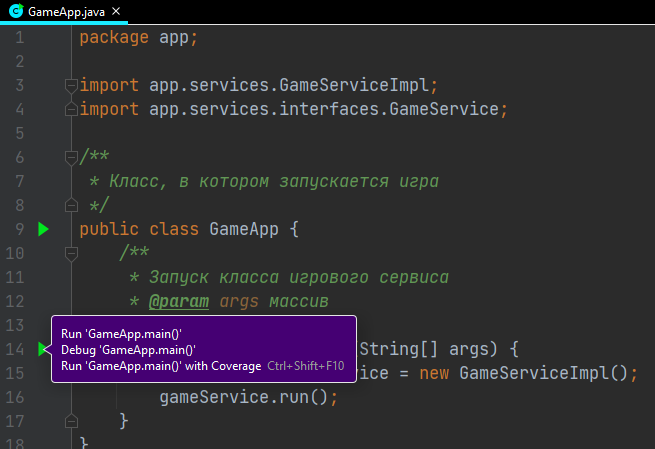 GameApp.java
1 package app;
2
3 import app.services.GameServiceImpl;
4 import app.services.interfaces.GameService;
5
6 /**
7 * Класс, в котором запускается игра
8 */
9 public class GameApp {
10 /**
11 * Запуск класса игрового сервиса
12 * @param args массив
13
Run 'GameApp.main()'
Debug 'GameApp.main()'
Run 'GameApp.main()' with Coverage Ctrl+Shift+F10
14 String[] args) {
15 = new GameServiceImpl();
16 gameService.run();
17 }
18 }